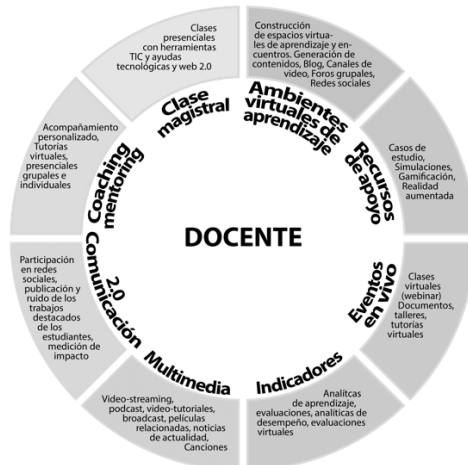 Clases
presenciales
con herramientas
TIC y ayudas
tecnológicas y web 2.0
Clase
magistral
Construcción
de espacios virtua-
les de aprendizaje y en-
cuentros. Generación de
contenidos, Blog, Canales de
video, Foros grupales,
Redes sociales
Ambientes
virtuales de
aprendizaje
Casos de
estudio,
Simulaciones,
Gamificación,
Realidad
aumentada
Recursos
de apoyo
Clases
virtuales
(webinar)
Documentos,
talleres,
tutorías
virtuales
Eventos
en vivo
Analítcas
de aprendizaje,
evaluaciones, analíticas de
desempeño, evaluaciones
virtuales
Indicadores
Video-streaming,
podcast, video-tutoriales,
broadcast, películas
relacionadas, noticias
de actualidad,
Canciones
Multimedia
Participación
en redes
sociales,
publicación y
ruido de los
trabajos
destacados
de los
estudiantes,
medición de
impacto
Comunicación
2.0
Acompañamiento
personalizado,
Tutorías
virtuales,
presenciales
grupales e
individuales
Coaching
mentoring
DOCENTE